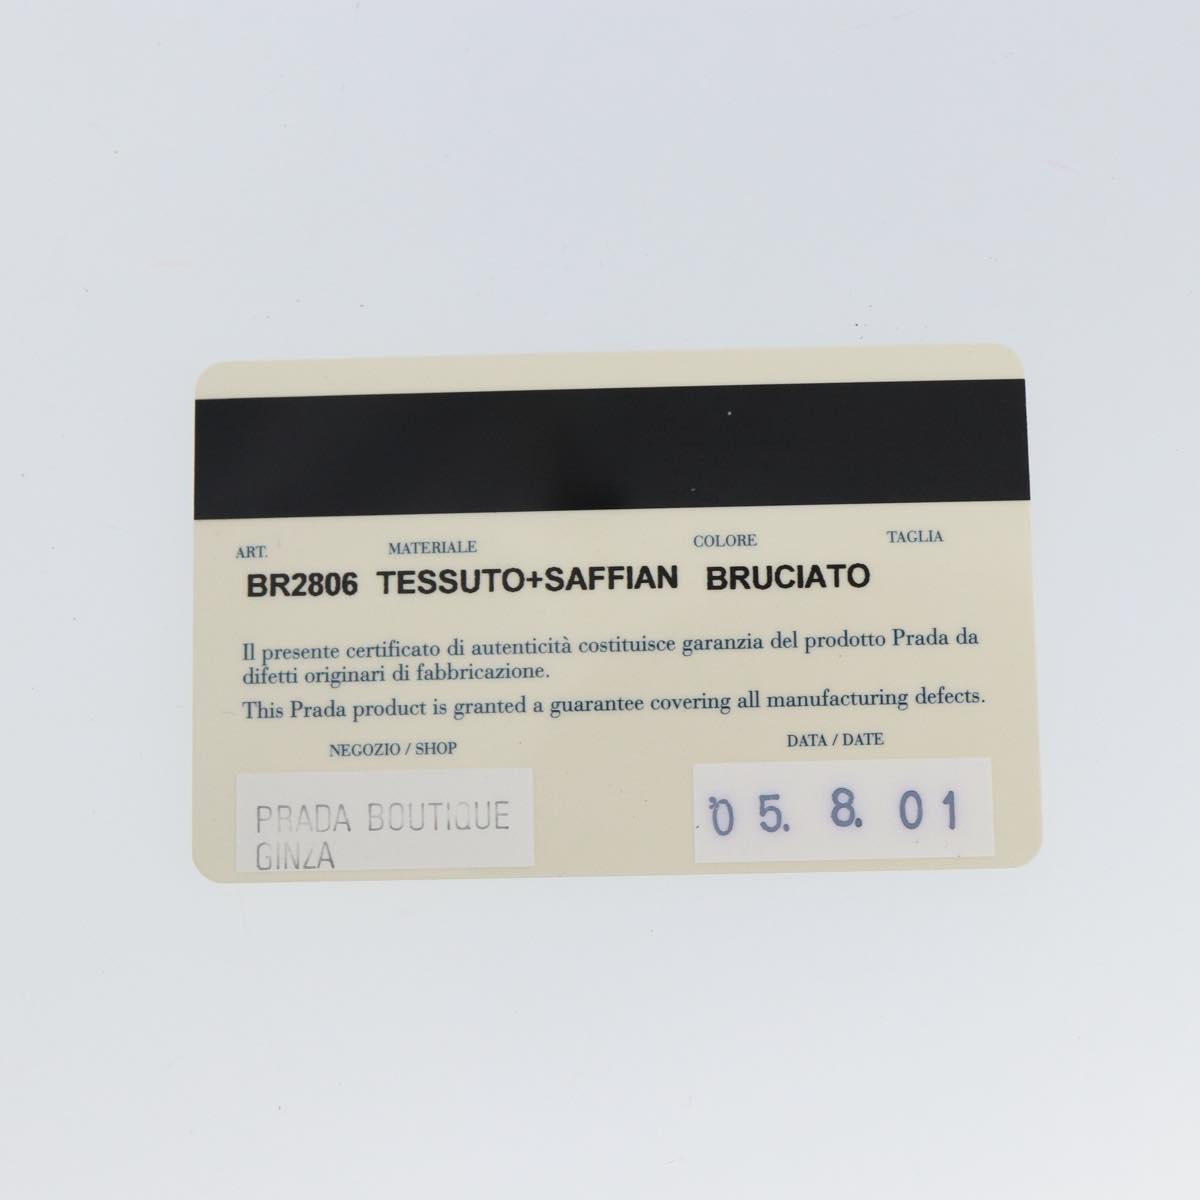 ART. MATERIALE COLORE TAGLIA
BR2806 TESSUTO+SAFFIAN BRUCIATO
Il presente certificato di autenticità costituisce garanzia del prodotto Prada da
difetti originari di fabbricazione.
This Prada product is granted a guarantee covering all manufacturing defects.
NEGOZIO / SHOP DATA / DATE
PRADA BOUTIQUE
GINZA
'05. 8. 01